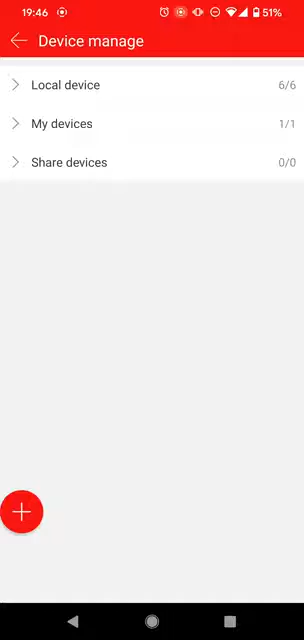 19:46
51%
Device manage
Local device 6/6
My devices 1/1
Share devices 0/0